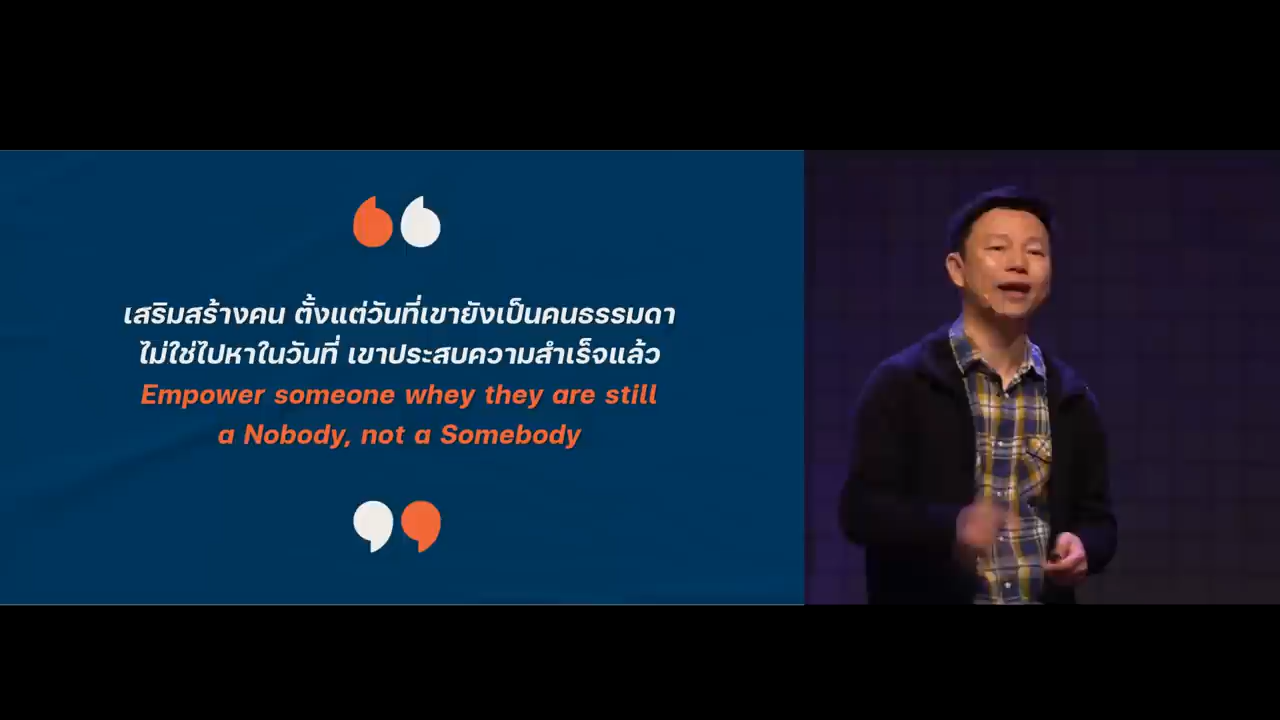 เสริมสร้างคน ตั้งแต่วันที่เขายังเป็นคนธรรมดา
ไม่ใช่ไปหาในวันที่ เขาประสบความสำเร็จแล้ว
Empower someone whey they are still
a Nobody, not a Somebody